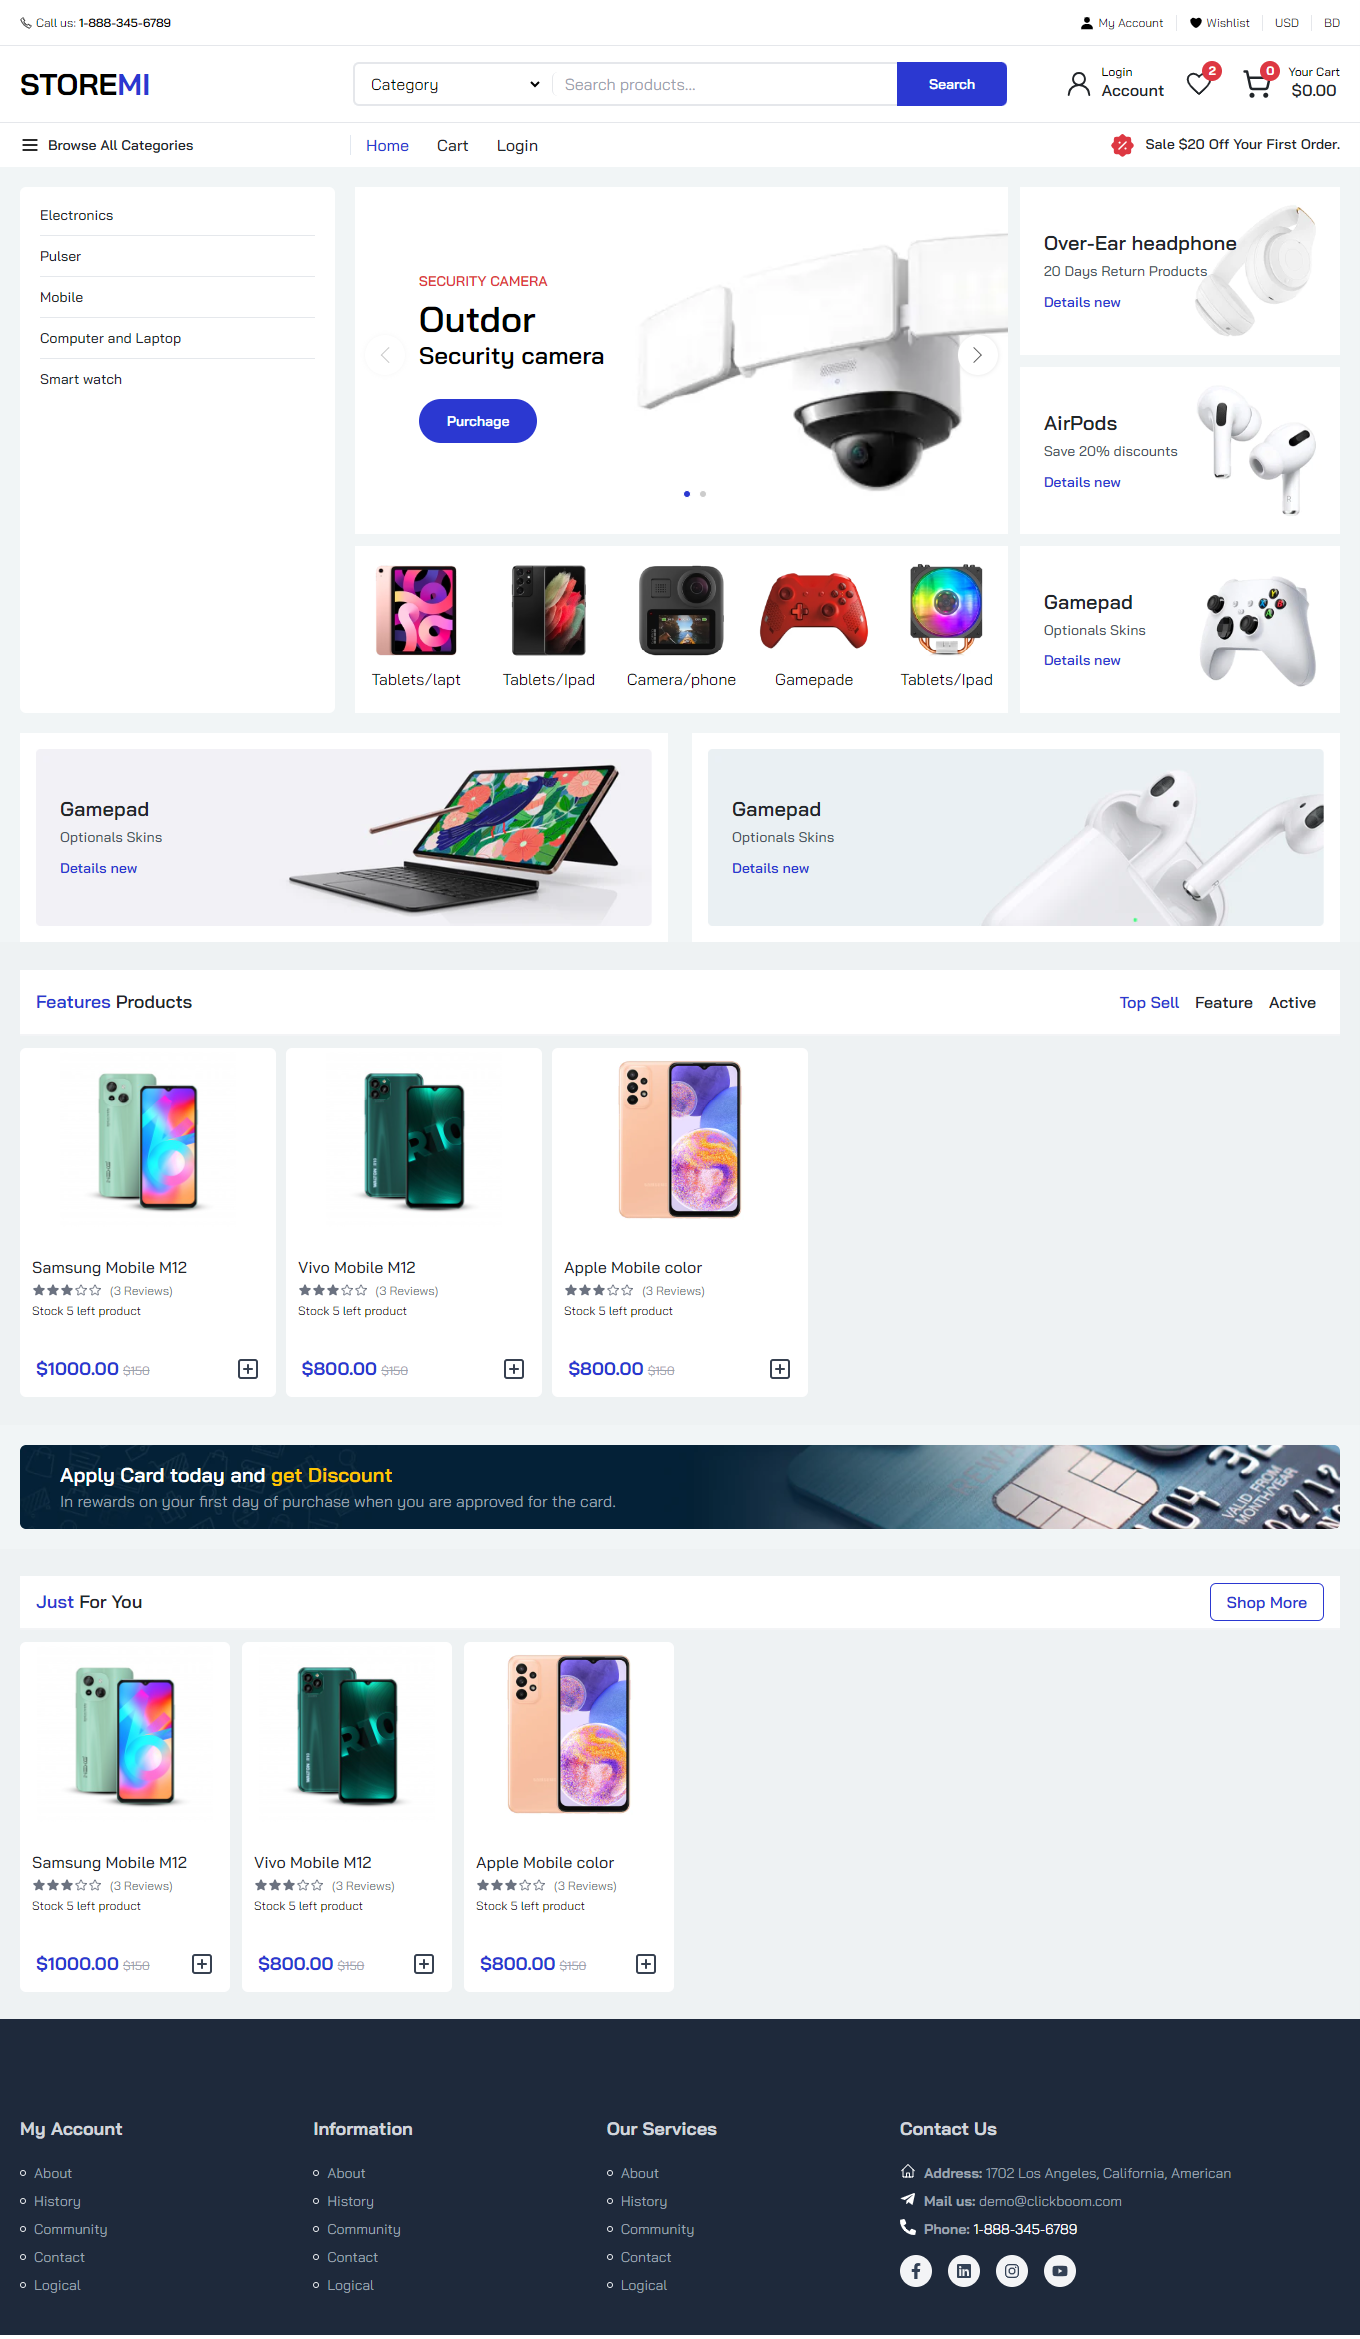 Call us: 1-888-345-6789
My Account
Wishlist
USD
BD
STOREMI
Category
Search products...
Search
Login
Account
2
0
Your Cart
$0.00
Browse All Categories
Home
Cart
Login
Sale $20 Off Your First Order.
Electronics
Pulser
Mobile
Computer and Laptop
Smart watch
SECURITY CAMERA
Outdor
Security camera
Purchage
Over-Ear headphone
20 Days Return Products
Details new
AirPods
Save 20% discounts
Details new
Gamepad
Optionals Skins
Details new
Tablets/lapt
Tablets/Ipad
Camera/phone
Gamepade
Tablets/Ipad
Gamepad
Optionals Skins
Details new
Gamepad
Optionals Skins
Details new
Features Products
Top Sell
Feature
Active
Samsung Mobile M12
(3 Reviews)
Stock 5 left product
$1000.00 $150
Vivo Mobile M12
(3 Reviews)
Stock 5 left product
$800.00 $150
Apple Mobile color
(3 Reviews)
Stock 5 left product
$800.00 $150
Apply Card today and get Discount
In rewards on your first day of purchase when you are approved for the card.
VALID FROM
MONTH/YEAR
Just For You
Shop More
Samsung Mobile M12
(3 Reviews)
Stock 5 left product
$1000.00 $150
Vivo Mobile M12
(3 Reviews)
Stock 5 left product
$800.00 $150
Apple Mobile color
(3 Reviews)
Stock 5 left product
$800.00 $150
My Account
About
History
Community
Contact
Logical
Information
About
History
Community
Contact
Logical
Our Services
About
History
Community
Contact
Logical
Contact Us
Address: 1702 Los Angeles, California, American
Mail us: demo@clickboom.com
Phone: 1-888-345-6789